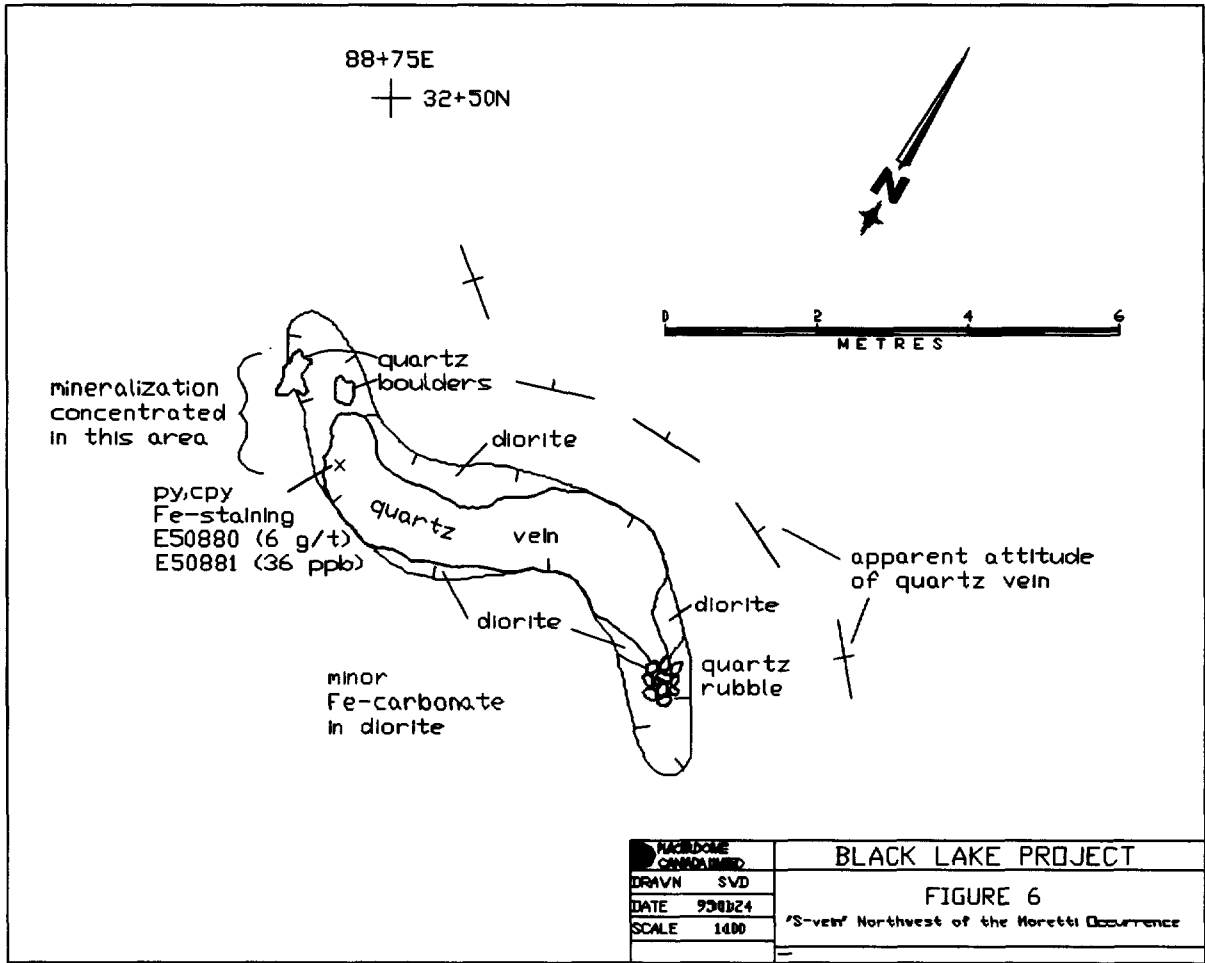 88+75E
32+50N
N
0 2 4 6
METRES
quartz
boulders
mineralization
concentrated
in this area
diorite
py,cpy
Fe-staining
E50880 (6 g/t)
E50881 (36 ppb)
quartz vein
apparent attitude
of quartz vein
diorite
diorite
quartz
rubble
minor
Fe-carbonate
in diorite
CANADA LIMITED
BLACK LAKE PROJECT
DRAWN SVD
DATE
SCALE
FIGURE 6
"S-vein" Northwest of the Moretti Occurrence